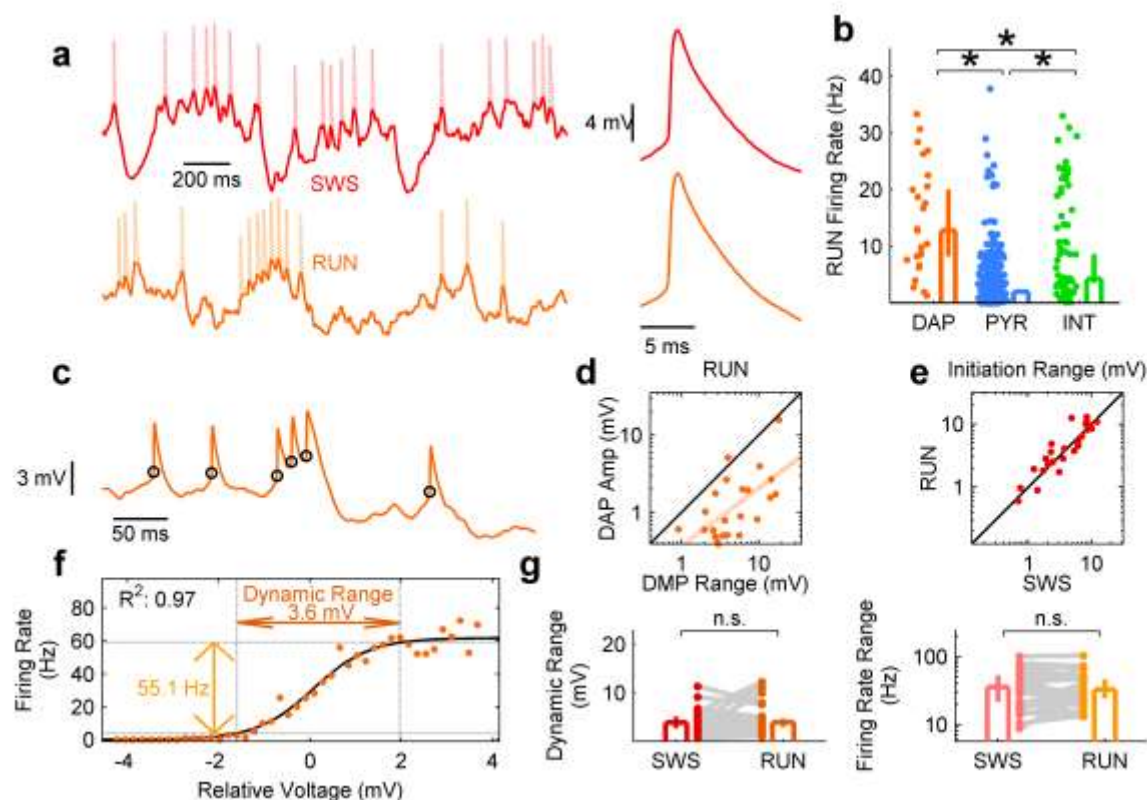 a
SWS
200 ms
4 mV
RUN
5 ms
b
RUN Firing Rate (Hz)
40
30
20
10
*
*
*
DAP
PYR
INT
c
3 mV
50 ms
d
RUN
DAP Amp (mV)
10
1
1
10
DMP Range (mV)
e
Initiation Range (mV)
RUN
10
1
1
10
SWS
f
R²: 0.97
Dynamic Range
3.6 mV
55.1 Hz
Firing Rate
(Hz)
80
60
40
20
0
-4
-2
0
2
4
Relative Voltage (mV)
g
n.s.
Dynamic Range
(mV)
20
10
SWS
RUN
n.s.
Firing Rate Range
(Hz)
100
10
SWS
RUN